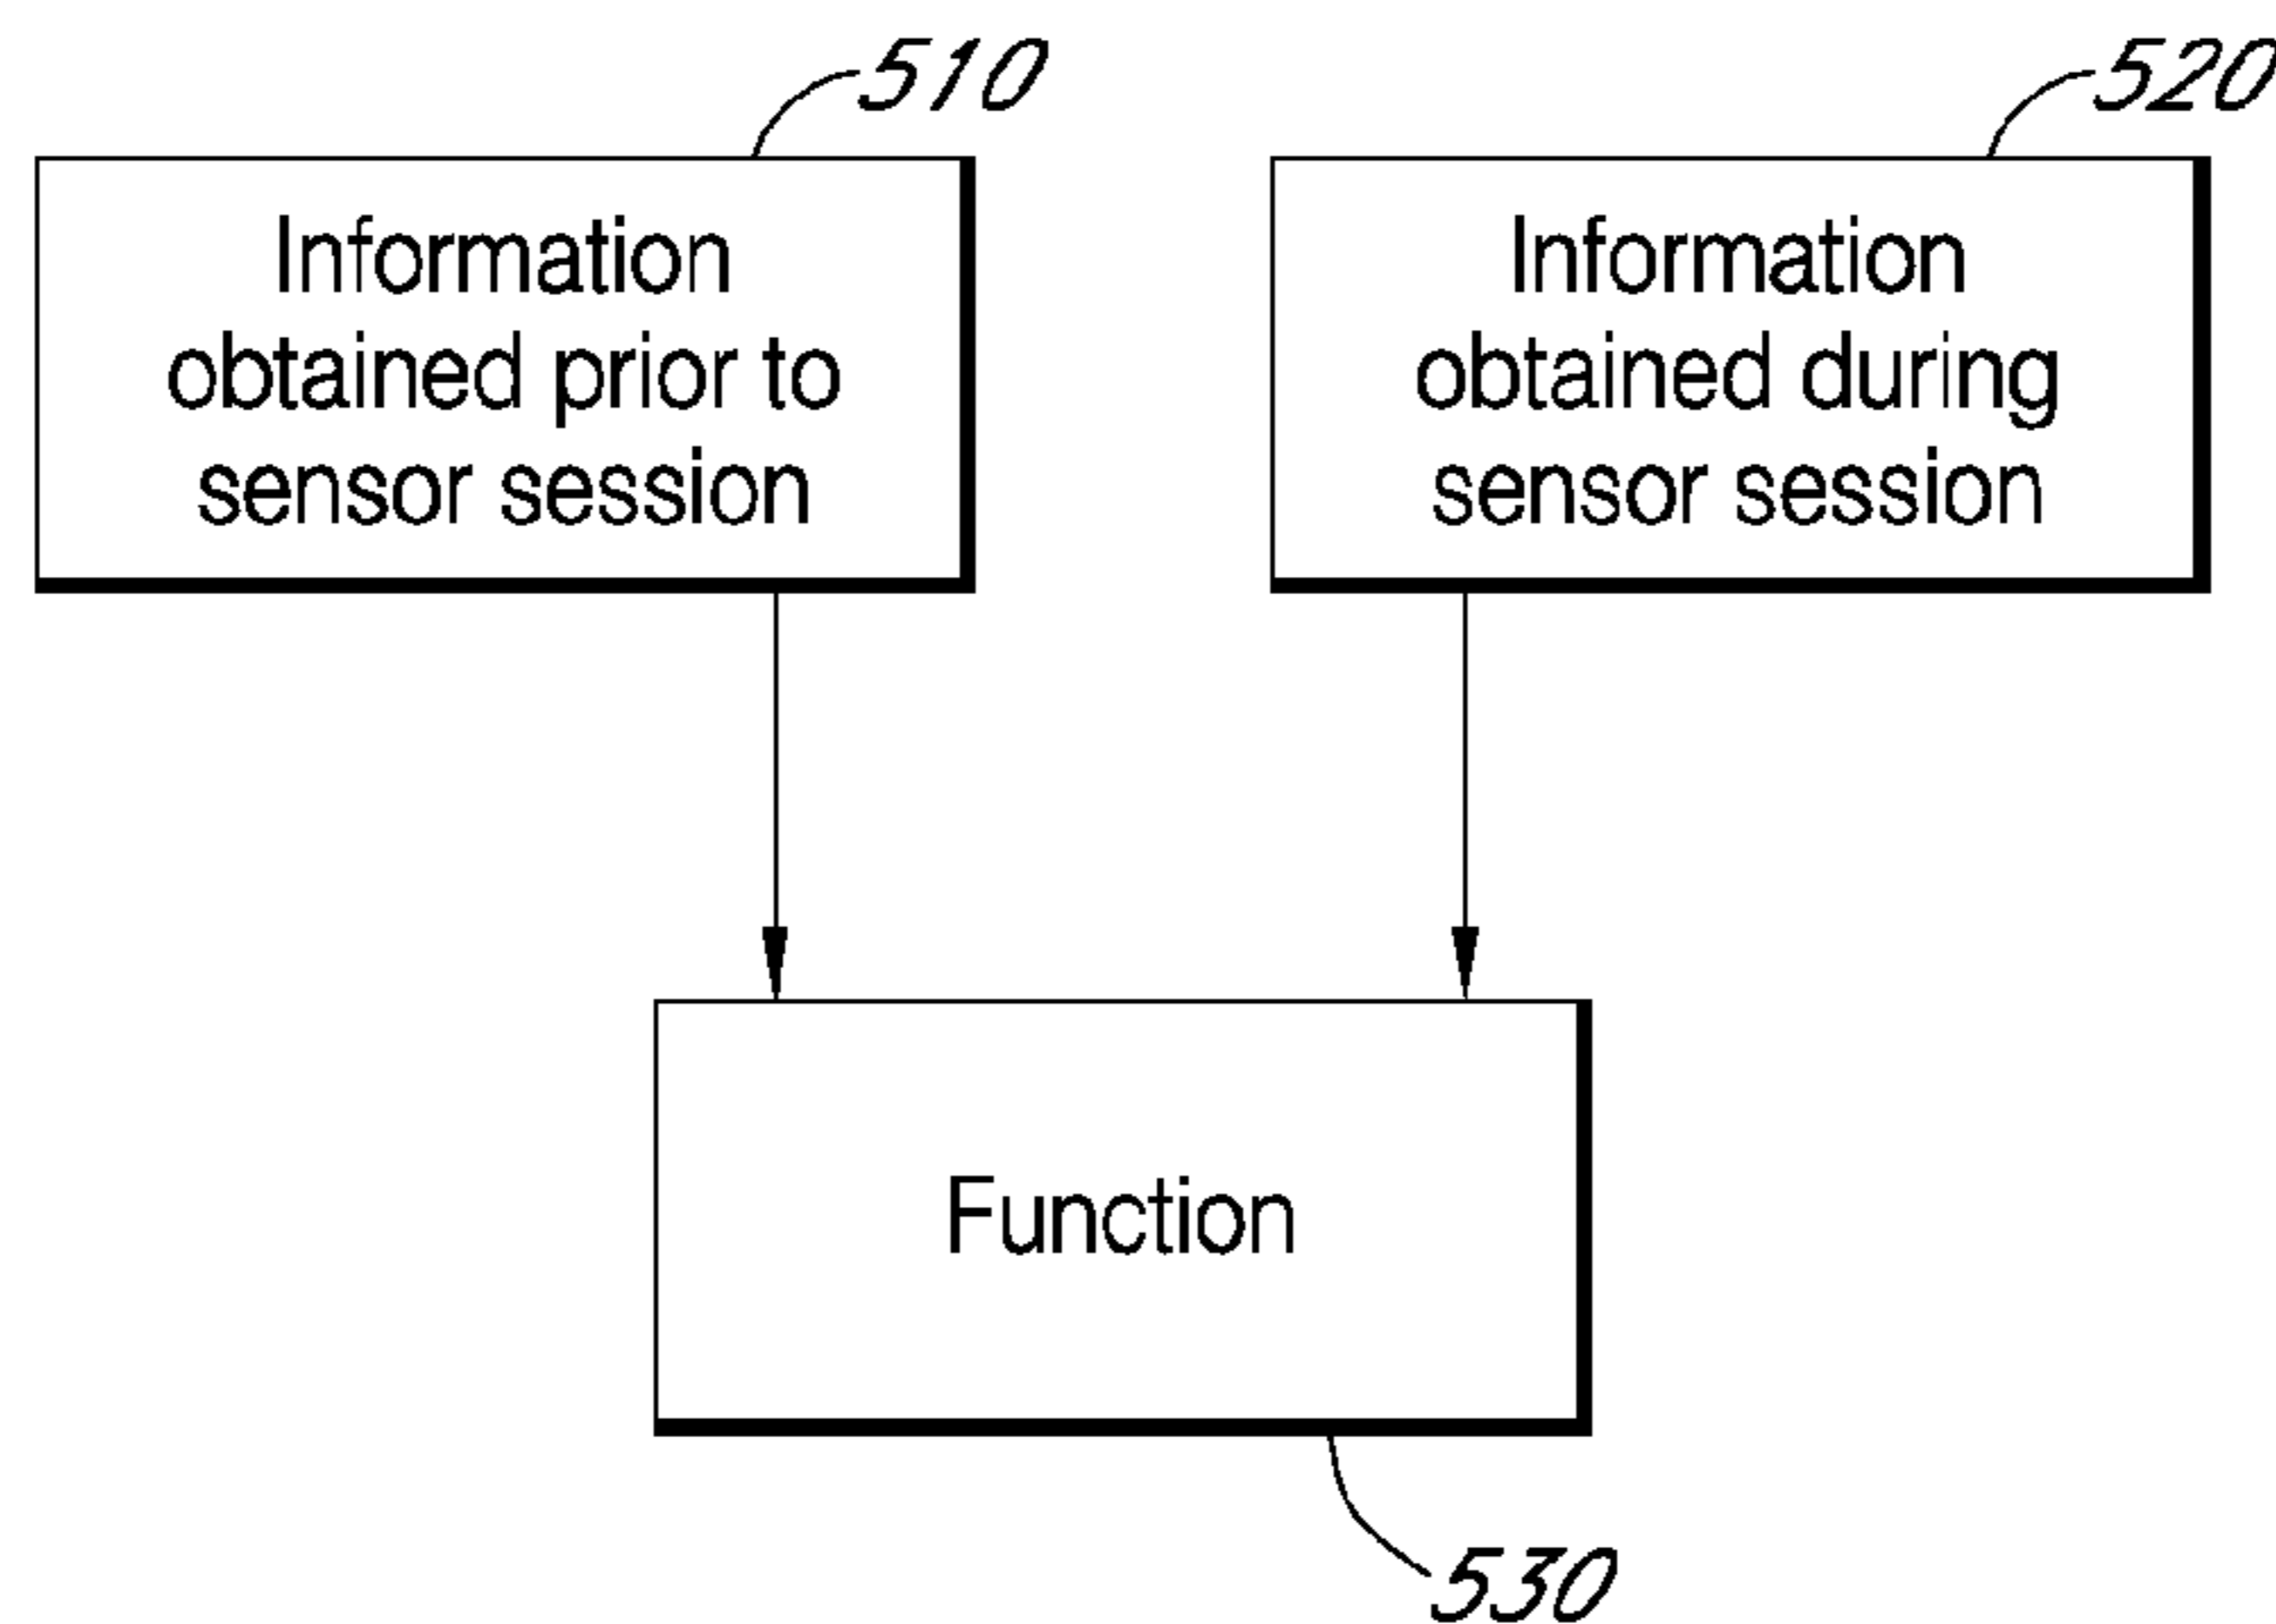 510
Information
obtained prior to
sensor session
520
Information
obtained during
sensor session
Function
530